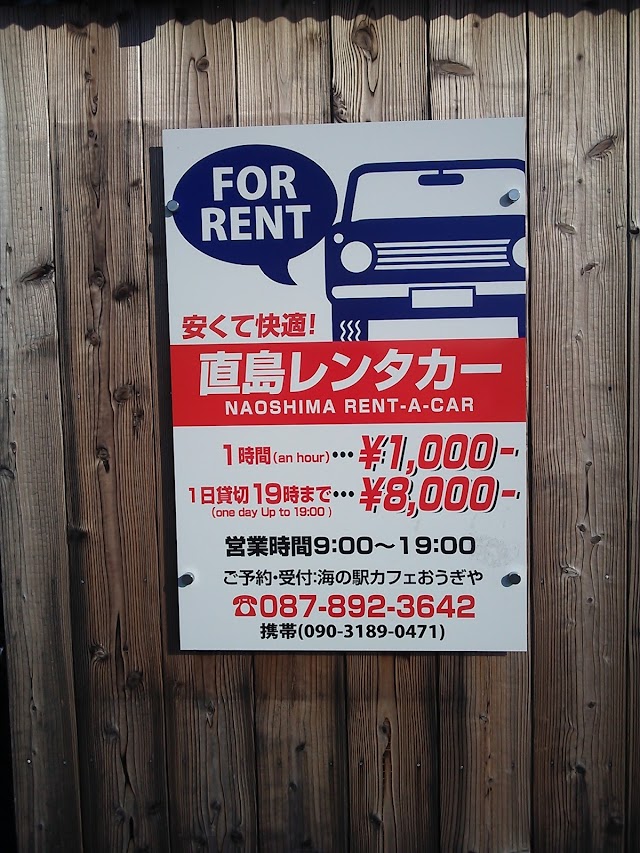 FOR
RENT
安くて快適!
直島レンタカー
NAOSHIMA RENT-A-CAR
1時間(an hour)…¥1,000-
1日貸切19時まで…¥8,000-
(one day Up to 19:00 )
営業時間9:00～19:00
ご予約・受付:海の駅カフェおうぎや
☎087-892-3642
携帯(090-3189-0471)